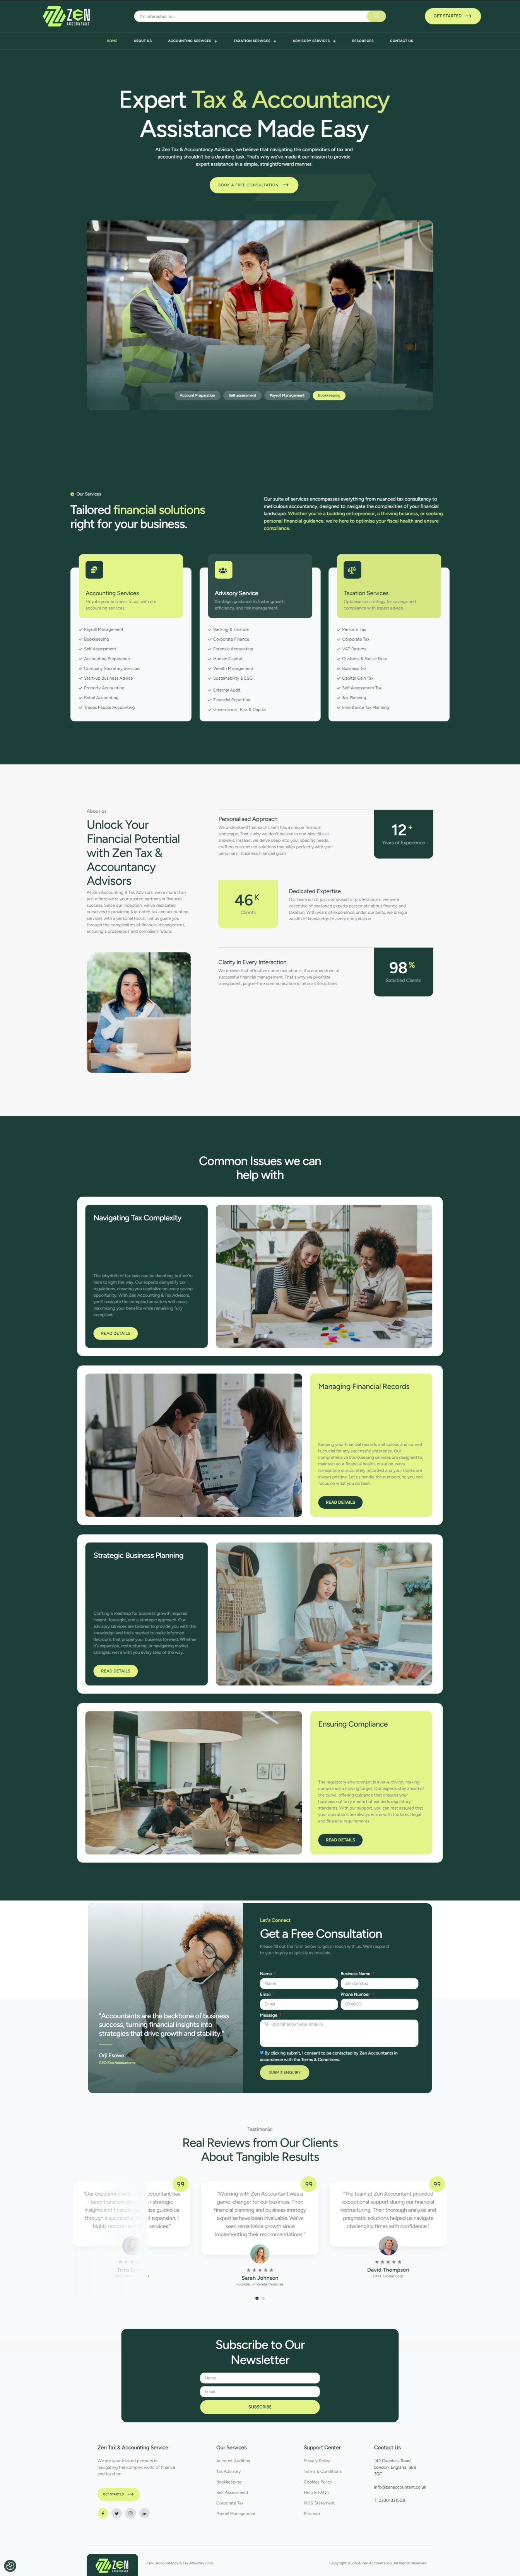 ZEN
ACCOUNTANT
I'm Interested in...
GET STARTED
HOME
ABOUT US
ACCOUNTING SERVICES
TAXATION SERVICES
ADVISORY SERVICES
RESOURCES
CONTACT US
Expert Tax & Accountancy
Assistance Made Easy
At Zen Tax & Accountancy Advisors, we believe that navigating the complexities of tax and
accounting shouldn't be a daunting task. That's why we've made it our mission to provide
expert assistance in a simple, straightforward manner.
BOOK A FREE CONSULTATION
Account Preparation
Self assessment
Payroll Management
Bookkeeping
Our Services
Tailored financial solutions
right for your business.
Our suite of services encompasses everything from nuanced tax consultancy to
meticulous accountancy, designed to navigate the complexities of your financial
landscape. Whether you're a budding entrepreneur, a thriving business, or seeking
personal financial guidance, we're here to optimise your fiscal health and ensure
compliance.
Accounting Services
Elevate your business focus with our
accounting services.
Payroll Management
Bookkeeping
Self Assessment
Accounting Preparation
Company Secretary Services
Start-up Business Advice
Property Accounting
Retail Accounting
Trades People Accounting
Advisory Service
Strategic guidance to foster growth,
efficiency, and risk management.
Banking & Finance
Corporate Finance
Forensic Accounting
Human Capital
Wealth Management
Sustainability & ESG
External Audit
Financial Reporting
Governance , Risk & Capital
Taxation Services
Optimise tax strategy for savings and
compliance with expert advice.
Personal Tax
Corporate Tax
VAT Returns
Customs & Excise Duty
Business Tax
Capital Gain Tax
Self Assessment Tax
Tax Planning
Inheritance Tax Planning
About us
Unlock Your
Financial Potential
with Zen Tax &
Accountancy
Advisors
At Zen Accounting & Tax Advisors, we're more than
just a firm; we're your trusted partners in financial
success. Since our inception, we've dedicated
ourselves to providing top-notch tax and accounting
services with a personal touch. Let us guide you
through the complexities of financial management,
ensuring a prosperous and compliant future.
Personalised Approach
We understand that each client has a unique financial
landscape. That's why we don't believe in one-size-fits-all
answers. Instead, we delve deep into your specific needs,
crafting customised solutions that align perfectly with your
personal or business financial goals.
12+
Years of Experience
46K
Clients
Dedicated Expertise
Our team is not just composed of professionals; we are a
collective of seasoned experts passionate about finance and
taxation. With years of experience under our belts, we bring a
wealth of knowledge to every consultation.
Clarity in Every Interaction
We believe that effective communication is the cornerstone of
successful financial management. That's why we prioritise
transparent, jargon-free communication in all our interactions.
98%
Satisfied Clients
Common Issues we can
help with
Navigating Tax Complexity
The labyrinth of tax laws can be daunting, but we're
here to light the way. Our experts demystify tax
regulations, ensuring you capitalise on every saving
opportunity. With Zen Accounting & Tax Advisors,
you'll navigate the complex tax waters with ease,
maximising your benefits while remaining fully
compliant.
READ DETAILS
Managing Financial Records
Keeping your financial records meticulous and current
is crucial for any successful enterprise. Our
comprehensive bookkeeping services are designed to
maintain your financial health, ensuring every
transaction is accurately recorded and your books are
always pristine. Let us handle the numbers, so you can
focus on what you do best.
READ DETAILS
Strategic Business Planning
Crafting a roadmap for business growth requires
insight, foresight, and a strategic approach. Our
advisory services are tailored to provide you with the
knowledge and tools needed to make informed
decisions that propel your business forward. Whether
it's expansion, restructuring, or navigating market
changes, we're with you every step of the way.
READ DETAILS
Ensuring Compliance
The regulatory environment is ever-evolving, making
compliance a moving target. Our experts stay ahead of
the curve, offering guidance that ensures your
business not only meets but exceeds regulatory
standards. With our support, you can rest assured that
your operations are always in line with the latest legal
and financial requirements.
READ DETAILS
"Accountants are the backbone of business
success, turning financial insights into
strategies that drive growth and stability."
Orji Esowe
CEO Zen Accountants
Let's Connect
Get a Free Consultation
Please fill out the form below to get in touch with us. We'll respond
to your inquiry as quickly as possible.
Name
Business Name
Name
Zen Limited
Email
Phone Number
Email
Message
Tell us a bit about your enquiry
By clicking submit, I consent to be contacted by Zen Accountants in
accordance with the Terms & Conditions.
SUBMIT ENQUIRY
Testimonial
Real Reviews from Our Clients
About Tangible Results
"Working with Zen Accountant was a
game-changer for our business. Their
financial planning and business strategy
expertise have been invaluable. We've
seen remarkable growth since
implementing their recommendations."
Sarah Johnson
Founder, Innovate Ventures
"The team at Zen Accountant provided
exceptional support during our financial
restructuring. Their thorough analysis and
pragmatic solutions helped us navigate
challenging times with confidence."
David Thompson
CFO, Global Corp
Subscribe to Our
Newsletter
Name
Email
SUBSCRIBE
Zen Tax & Accounting Service
We are your trusted partners in
navigating the complex world of finance
and taxation.
GET STARTED
Our Services
Account Auditing
Tax Advisory
Bookkeeping
Self Assessment
Corporate Tax
Payroll Management
Support Center
Privacy Policy
Terms & Conditions
Cookies Policy
Help & FAQ's
MSS Statement
Sitemap
Contact Us
London, England, SE8
info@zenaccountant.co.uk
ZEN
ACCOUNTANT
Zen : Accountancy & Tax Advisory Firm
Copyright © 2024 Zen Accountancy. All Rights Reserved.